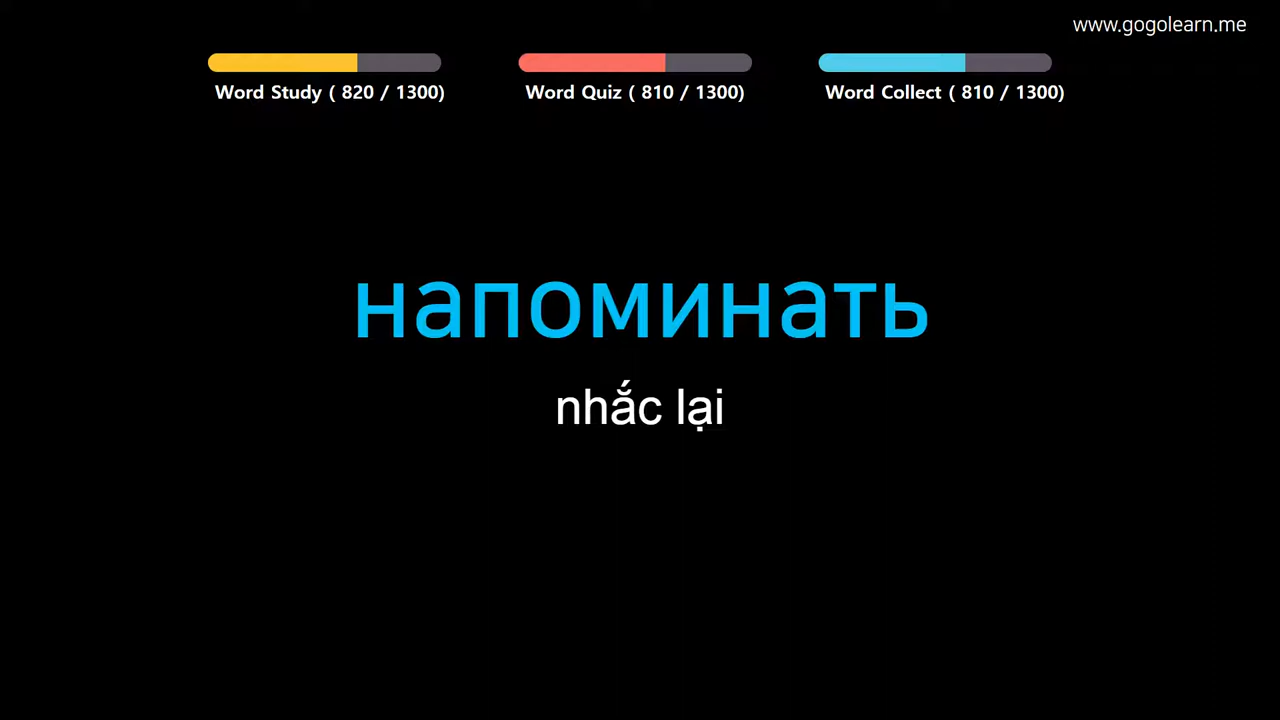 www.gogolearn.me
Word Study ( 820 / 1300)
Word Quiz ( 810 / 1300)
Word Collect ( 810 / 1300)
напоминать
nhắc lại